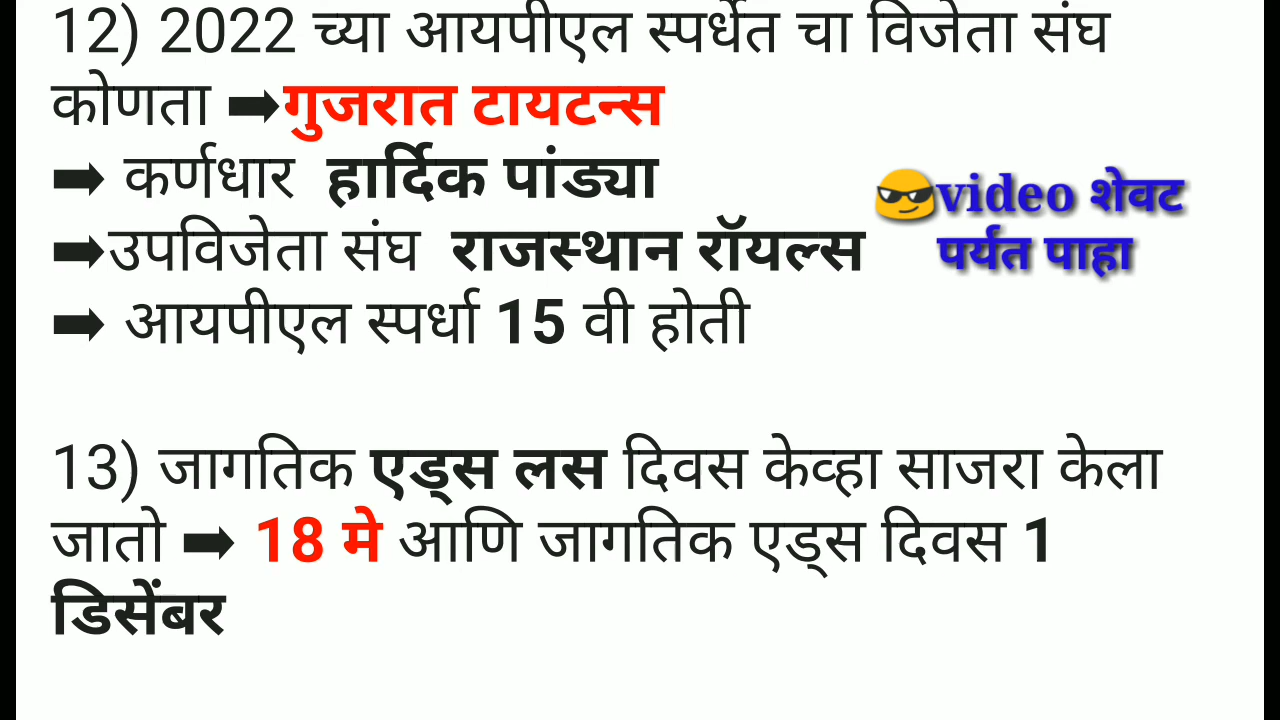 12) 2022 च्या आयपीएल स्पर्धेत चा विजेता संघ
कोणता ➡गुजरात टायटन्स
➡ कर्णधार हार्दिक पांड्या
➡उपविजेता संघ राजस्थान रॉयल्स
➡ आयपीएल स्पर्धा 15 वी होती
😎video शेवट
पर्यत पाहा
13) जागतिक एड्स लस दिवस केव्हा साजरा केला
जातो ➡ 18 मे आणि जागतिक एड्स दिवस 1
डिसेंबर